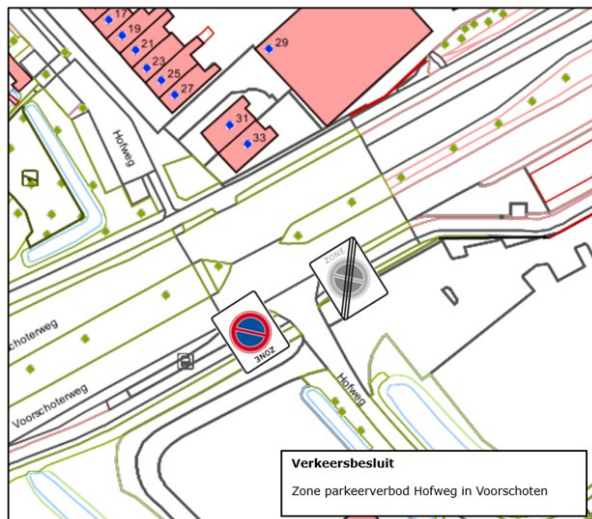 17
19
21
23
25
27
29
31
33
Hofweg
ZONE
ZONE
choterweg
Voorschoterweg
Hofweg
Verkeersbesluit
Zone parkeerverbod Hofweg in Voorschoten